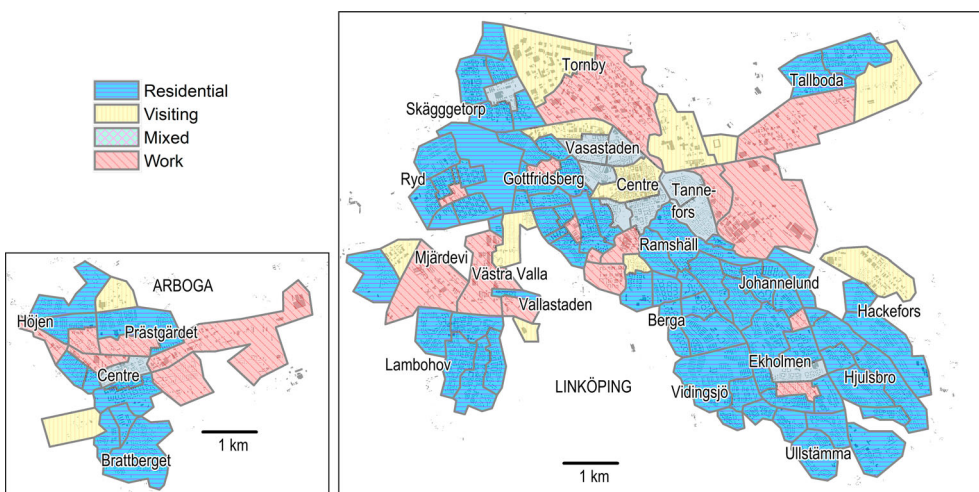 Residential
Visiting
Mixed
Work
ARBOGA
Höjen
Prästgärdet
Centre
Brattberget
1 km
Tornby
Tallboda
Skägggetorp
Vasastaden
Ryd
Gottfridsberg
Centre
Tanne-
fors
Ramshäll
Mjärdevi
Västra Valla
Johannelund
Vallastaden
Hackefors
Berga
Lambohov
Ekholmen
LINKÖPING
Vidingsjö
Hjulsbro
Ullstämma
1 km